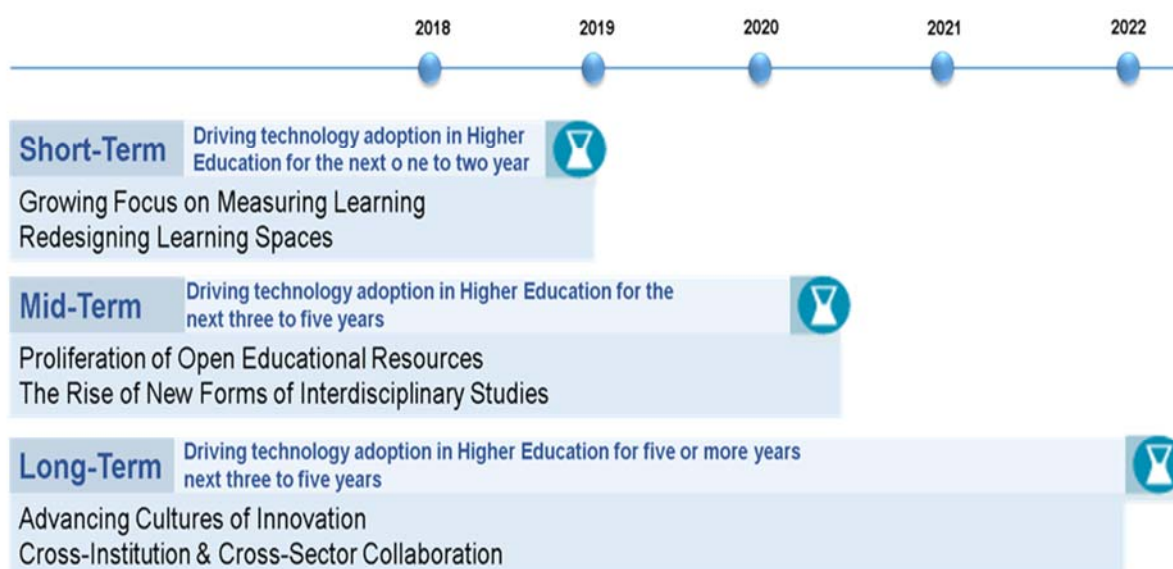 2018 2019 2020 2021 2022
Short-Term
Driving technology adoption in Higher
Education for the next o ne to two year
Growing Focus on Measuring Learning
Redesigning Learning Spaces
Mid-Term
Driving technology adoption in Higher Education for the
next three to five years
Proliferation of Open Educational Resources
The Rise of New Forms of Interdisciplinary Studies
Long-Term
Driving technology adoption in Higher Education for five or more years
next three to five years
Advancing Cultures of Innovation
Cross-Institution & Cross-Sector Collaboration